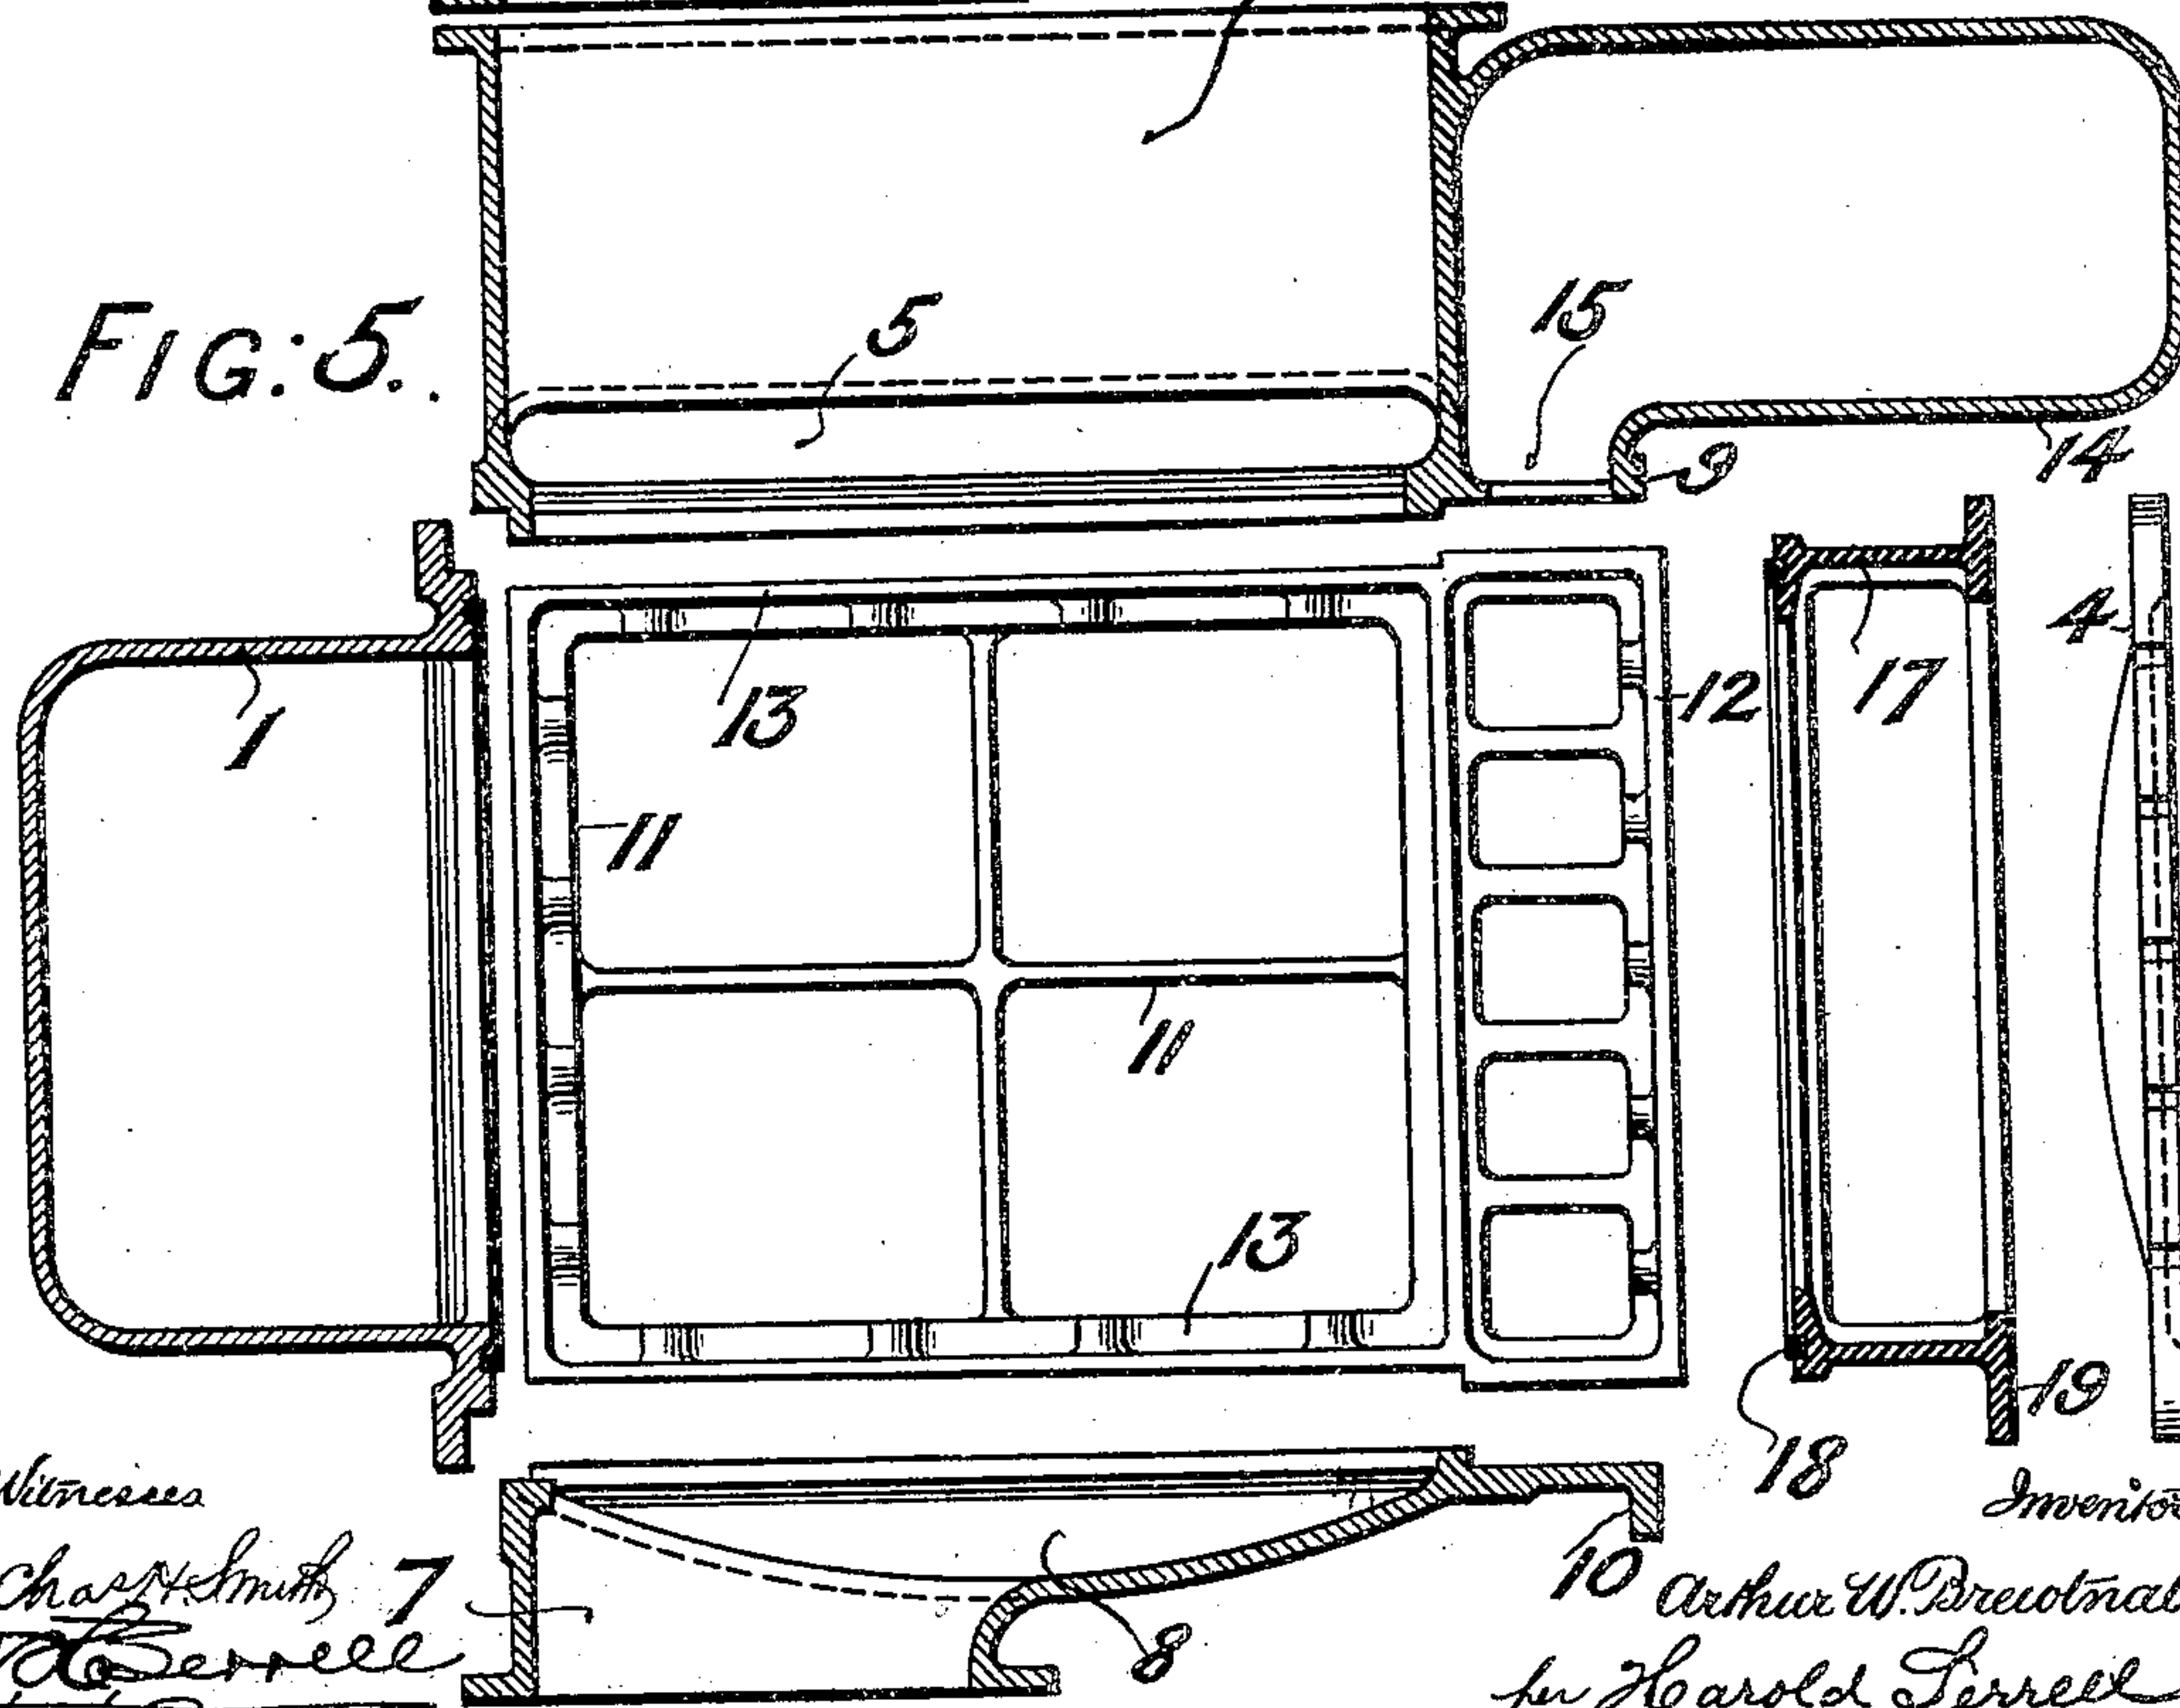 FIG: 5.
5
15
9
14
1
13
12
17
4
11
11
13
19
18
Witnesses
Inventor
Chas H. Smith
7
8
10
Arthur W.
Serrell
per Harold Serrell